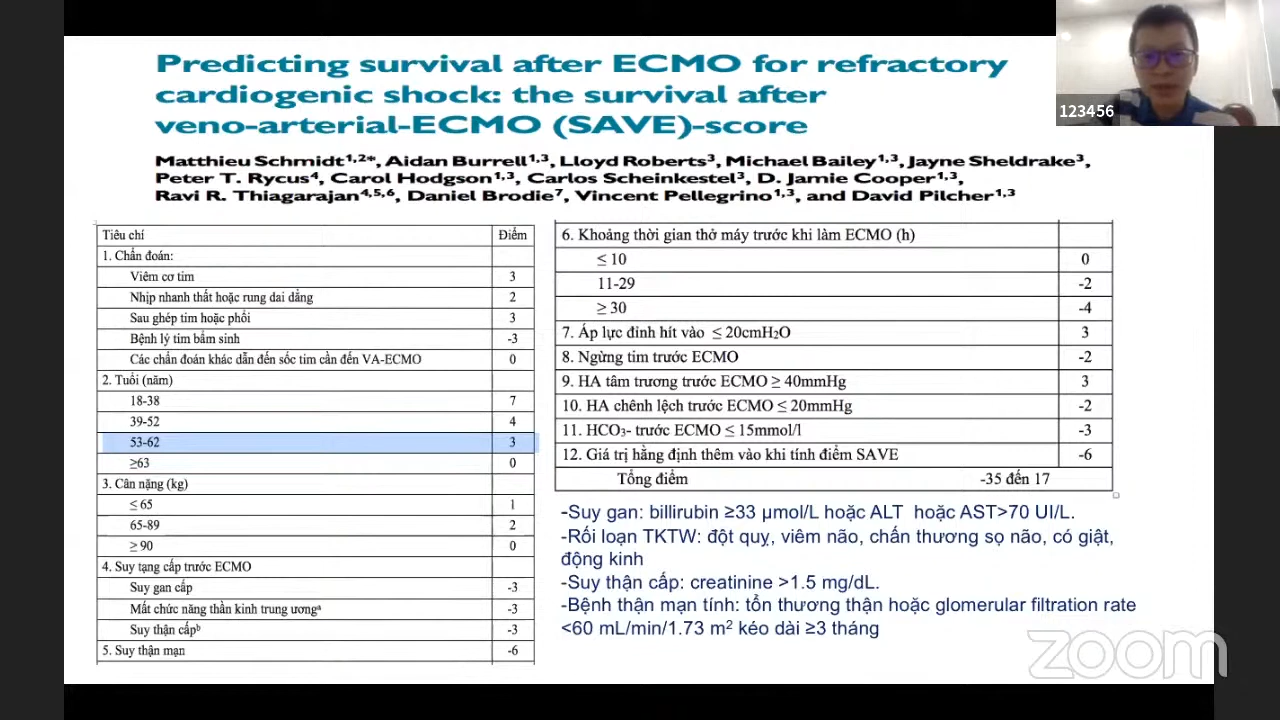 Predicting survival after ECMO for refractory
cardiogenic shock: the survival after
veno-arterial-ECMO (SAVE)-score
Matthieu Schmidt1,2*, Aidan Burrell1,3, Lloyd Roberts3, Michael Bailey1,3, Jayne Sheldrake3,
Peter T. Rycus4, Carol Hodgson1,3, Carlos Scheinkestel3, D. Jamie Cooper1,3,
Ravi R. Thiagarajan4,5,6, Daniel Brodie7, Vincent Pellegrino1,3, and David Pilcher1,3
123456
Tiêu chí Điểm
1. Chẩn đoán:
Viêm cơ tim 3
Nhịp nhanh thất hoặc rung dai dẳng 2
Sau ghép tim hoặc phổi 3
Bệnh lý tim bẩm sinh -3
Các chẩn đoán khác dẫn đến sốc tim cần đến VA-ECMO 0
2. Tuổi (năm)
18-38 7
39-52 4
53-62 3
≥63 0
3. Cân nặng (kg)
≤ 65 1
65-89 2
≥ 90 0
4. Suy tạng cấp trước ECMO
Suy gan cấp -3
Mất chức năng thần kinh trung ươngª -3
Suy thận cấpᵇ -3
5. Suy thận mạn -6
6. Khoảng thời gian thở máy trước khi làm ECMO (h)
≤ 10 0
11-29 -2
≥ 30 -4
7. Áp lực đỉnh hít vào ≤ 20cmH₂O 3
8. Ngừng tim trước ECMO -2
9. HA tâm trương trước ECMO ≥ 40mmHg 3
10. HA chênh lệch trước ECMO ≤ 20mmHg -2
11. HCO₃- trước ECMO ≤ 15mmol/l -3
12. Giá trị hằng định thêm vào khi tính điểm SAVE -6
Tổng điểm -35 đến 17
-Suy gan: billirubin ≥33 μmol/L hoặc ALT hoặc AST>70 UI/L.
-Rối loạn TKTW: đột quỵ, viêm não, chấn thương sọ não, có giật,
động kinh
-Suy thận cấp: creatinine >1.5 mg/dL.
-Bệnh thận mạn tính: tổn thương thận hoặc glomerular filtration rate
<60 mL/min/1.73 m² kéo dài ≥3 tháng
zoom